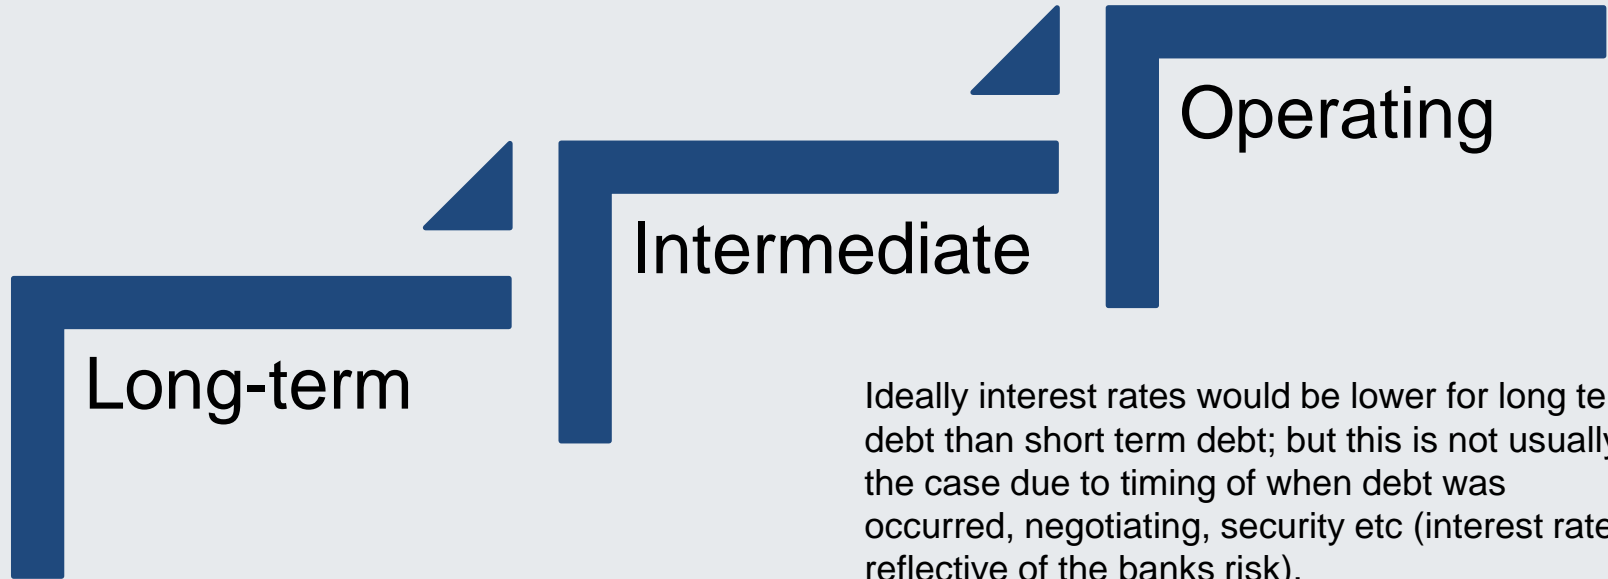 Operating
Intermediate
Long-term
Ideally interest rates would be lower for long te
debt than short term debt; but this is not usually
the case due to timing of when debt was
occurred, negotiating, security etc (interest rate
reflective of the banks risk).